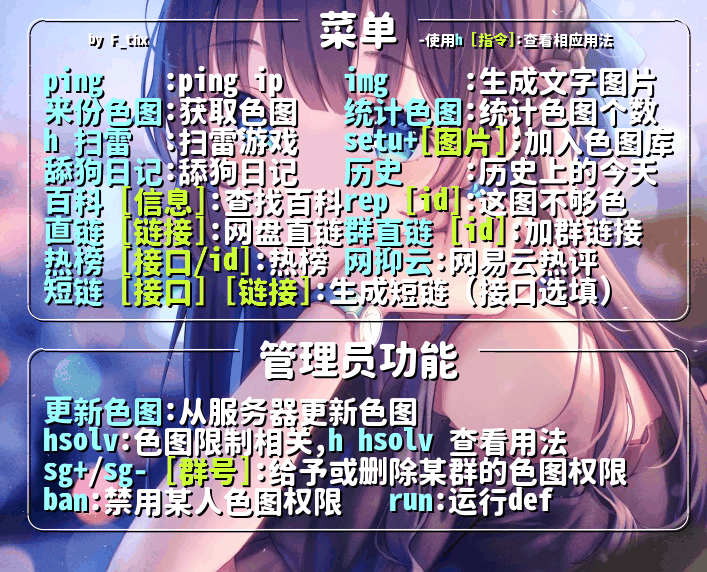 菜单
by F_thx
-使用h [指令]:查看相应用法
ping :ping ip img :生成文字图片
来份色图:获取色图 统计色图:统计色图个数
h 扫雷 :扫雷游戏 setu+[图片]:加入色图库
舔狗日记:舔狗日记 历史 :历史上的今天
百科 [信息]:查找百科 rep [id]:这图不够色
直链 [链接]:网盘直链 群直链 [id]:加群链接
热榜 [接口/id]:热榜 网抑云:网易云热评
短链 [接口] [链接]:生成短链（接口选填）
管理员功能
更新色图:从服务器更新色图
hsolv:色图限制相关,h hsolv 查看用法
sg+/sg- [群号]:给予或删除某群的色图权限
ban:禁用某人色图权限 run:运行def